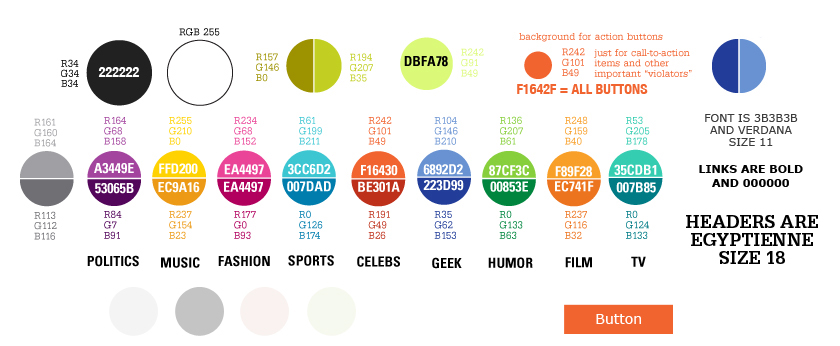 RGB 255
R34
G34
B34
222222
R157
G146
B0
R194
G207
B35
DBFA78
R242
G91
B43
background for action buttons
R242
G101
B49
just for call-to-action
items and other
important “violators”
F1642F = ALL BUTTONS
R161
G160
B164
R164
G68
B158
R255
G210
B0
R234
G68
B152
R61
G199
B211
R242
G101
B49
R104
G146
B210
R136
G207
B61
R248
G159
B40
R53
G205
B178
FONT IS 3B3B3B
AND VERDANA
SIZE 11
A3449E
53065B
FFD200
EC9A16
EA4497
EA4497
3CC6D2
007DAD
F16430
BE301A
6892D2
223D99
87CF3C
00853E
F89F28
EC741F
35CDB1
007B85
LINKS ARE BOLD
AND 000000
R113
G112
B116
R84
G7
B91
R237
G154
B23
R177
G0
B93
R0
G126
B174
R191
G49
B26
R35
G62
B153
R0
G133
B63
R237
G116
B32
R0
G124
B133
HEADERS ARE
EGYPTIENNE
SIZE 18
POLITICS MUSIC FASHION SPORTS CELEBS GEEK HUMOR FILM TV
Button